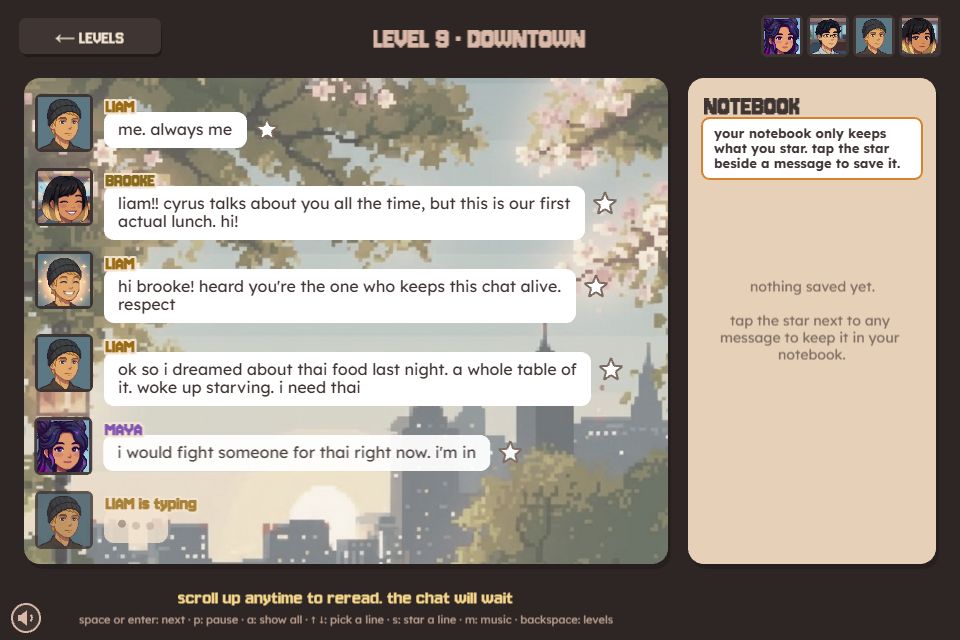 ← LEVELS
LEVEL 9 · DOWNTOWN
LIAM
me. always me
BROOKE
liam!! cyrus talks about you all the time, but this is our first
actual lunch. hi!
LIAM
hi brooke! heard you're the one who keeps this chat alive.
respect
LIAM
ok so i dreamed about thai food last night. a whole table of
it. woke up starving. i need thai
MAYA
i would fight someone for thai right now. i'm in
LIAM is typing
NOTEBOOK
your notebook only keeps
what you star. tap the star
beside a message to save it.
nothing saved yet.
tap the star next to any
message to keep it in your
notebook.
scroll up anytime to reread. the chat will wait
space or enter: next · p: pause · a: show all · ↑ ↓: pick a line · s: star a line · m: music · backspace: levels